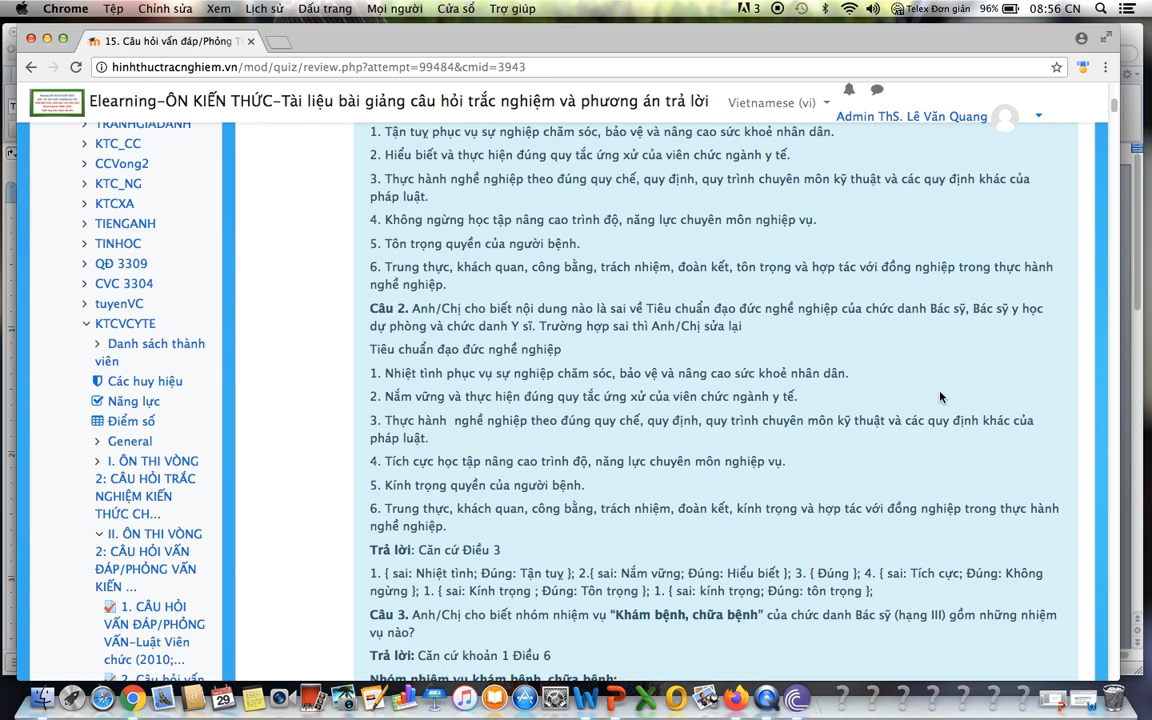 Chrome Tệp Chỉnh sửa Xem Lịch sử Dấu trang Mọi người Cửa sổ Trợ giúp 3 Telex Đơn giản 96% 08:56 CN
15. Câu hỏi vấn đáp/Phỏng
hinhthuctracnghiem.vn/mod/quiz/review.php?attempt=99484&cmid=3943
Elearning-ÔN KIẾN THỨC-Tài liệu bài giảng câu hỏi trắc nghiệm và phương án trả lời
Vietnamese (vi)
Admin ThS. Lê Văn Quang
TRANHGIADANH
KTC_CC
CCVong2
KTC_NG
KTCXA
TIENGANH
TINHOC
QĐ 3309
CVC 3304
tuyenVC
KTCVCYTE
Danh sách thành
viên
Các huy hiệu
Năng lực
Điểm số
General
I. ÔN THI VÒNG
2: CÂU HỎI TRẮC
NGHIỆM KIẾN
THỨC CH...
II. ÔN THI VÒNG
2: CÂU HỎI VẤN
ĐÁP/PHỎNG VẤN
KIẾN ...
1. CÂU HỎI
VẤN ĐÁP/PHỎNG
VẤN-Luật Viên
chức (2010;...
2. Câu hỏi vấn
1. Tận tuỵ phục vụ sự nghiệp chăm sóc, bảo vệ và nâng cao sức khoẻ nhân dân.
2. Hiểu biết và thực hiện đúng quy tắc ứng xử của viên chức ngành y tế.
3. Thực hành nghề nghiệp theo đúng quy chế, quy định, quy trình chuyên môn kỹ thuật và các quy định khác của
pháp luật.
4. Không ngừng học tập nâng cao trình độ, năng lực chuyên môn nghiệp vụ.
5. Tôn trọng quyền của người bệnh.
6. Trung thực, khách quan, công bằng, trách nhiệm, đoàn kết, tôn trọng và hợp tác với đồng nghiệp trong thực hành
nghề nghiệp.
Câu 2. Anh/Chị cho biết nội dung nào là sai về Tiêu chuẩn đạo đức nghề nghiệp của chức danh Bác sỹ, Bác sỹ y học
dự phòng và chức danh Y sĩ. Trường hợp sai thì Anh/Chị sửa lại
Tiêu chuẩn đạo đức nghề nghiệp
1. Nhiệt tình phục vụ sự nghiệp chăm sóc, bảo vệ và nâng cao sức khoẻ nhân dân.
2. Nắm vững và thực hiện đúng quy tắc ứng xử của viên chức ngành y tế.
3. Thực hành nghề nghiệp theo đúng quy chế, quy định, quy trình chuyên môn kỹ thuật và các quy định khác của
pháp luật.
4. Tích cực học tập nâng cao trình độ, năng lực chuyên môn nghiệp vụ.
5. Kính trọng quyền của người bệnh.
6. Trung thực, khách quan, công bằng, trách nhiệm, đoàn kết, kính trọng và hợp tác với đồng nghiệp trong thực hành
nghề nghiệp.
Trả lời: Căn cứ Điều 3
1. { sai: Nhiệt tình; Đúng: Tận tuỵ }; 2.{ sai: Nắm vững; Đúng: Hiểu biết }; 3. { Đúng }; 4. { sai: Tích cực; Đúng: Không
ngừng }; 1. { sai: Kính trọng ; Đúng: Tôn trọng }; 1. { sai: kính trọng; Đúng: tôn trọng };
Câu 3. Anh/Chị cho biết nhóm nhiệm vụ "Khám bệnh, chữa bệnh" của chức danh Bác sỹ (hạng III) gồm những nhiệm
vụ nào?
Trả lời: Căn cứ khoản 1 Điều 6
Nhóm nhiệm vụ khám bệnh, chữa bệnh:
29